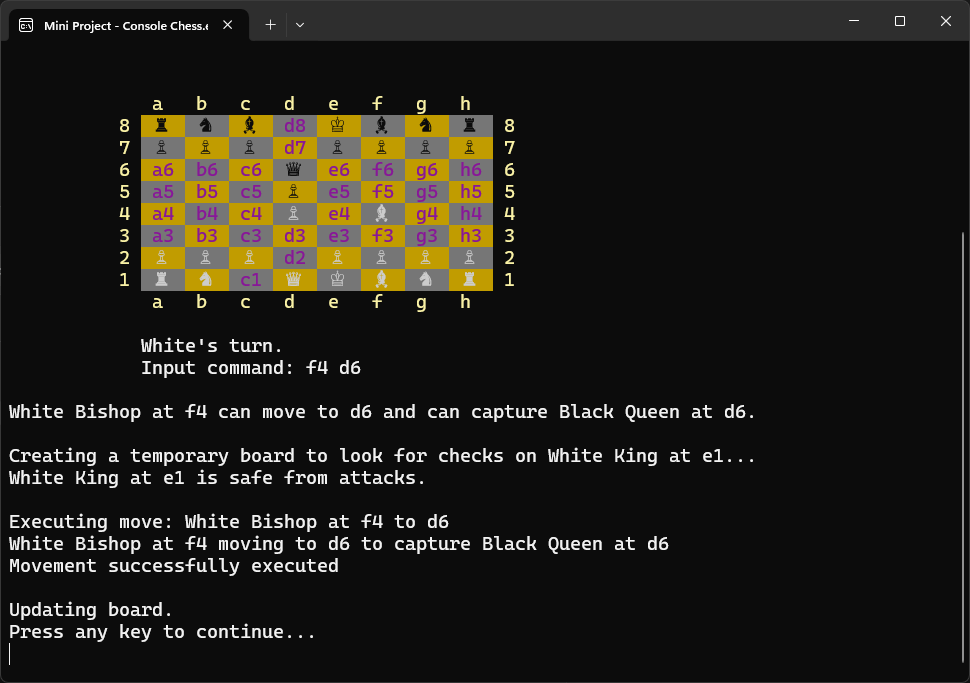 Mini Project - Console Chess.e
a b c d e f g h
8 ♜ ♞ ♝ d8 ♔ ♝ ♞ ♜ 8
7 ♗ ♗ ♗ d7 ♗ ♗ ♗ ♗ 7
6 a6 b6 c6 ♛ e6 f6 g6 h6 6
5 a5 b5 c5 ♗ e5 f5 g5 h5 5
4 a4 b4 c4 ♗ e4 ♝ g4 h4 4
3 a3 b3 c3 d3 e3 f3 g3 h3 3
2 ♗ ♗ ♗ d2 ♗ ♗ ♗ ♗ 2
1 ♜ ♞ c1 ♛ ♔ ♝ ♞ ♜ 1
a b c d e f g h
White's turn.
Input command: f4 d6
White Bishop at f4 can move to d6 and can capture Black Queen at d6.
Creating a temporary board to look for checks on White King at e1...
White King at e1 is safe from attacks.
Executing move: White Bishop at f4 to d6
White Bishop at f4 moving to d6 to capture Black Queen at d6
Movement successfully executed
Updating board.
Press any key to continue...